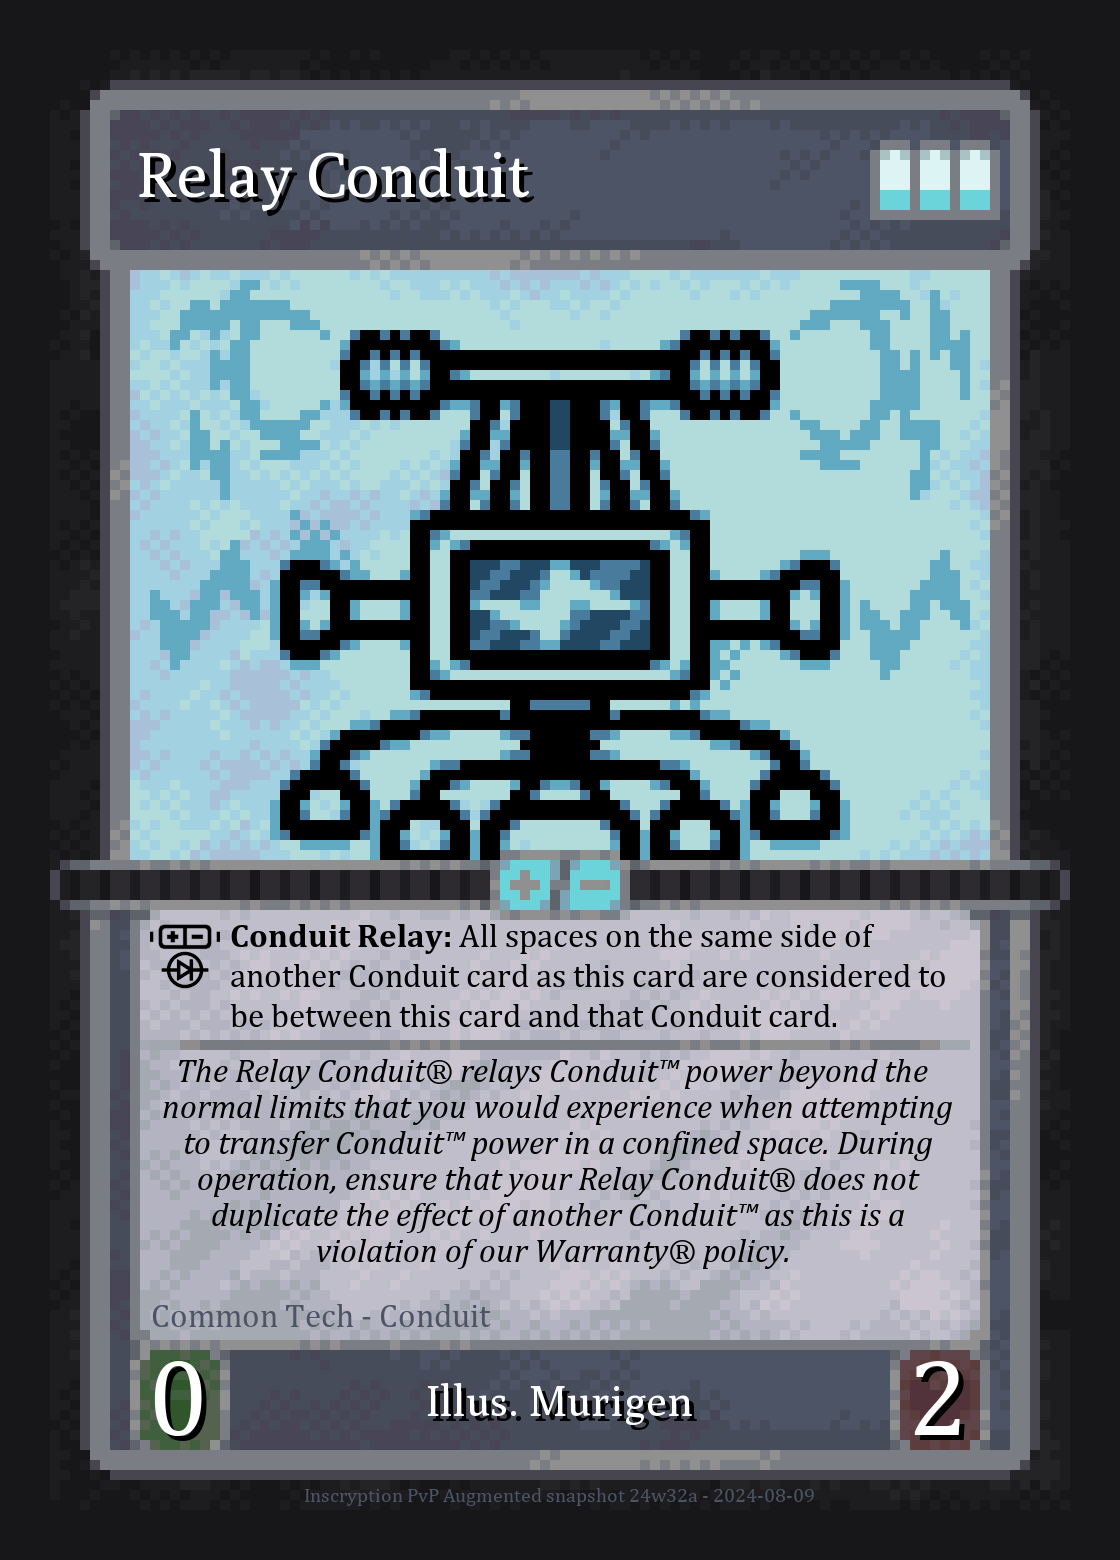 Relay Conduit
Conduit Relay: All spaces on the same side of
another Conduit card as this card are considered to
be between this card and that Conduit card.
The Relay Conduit® relays Conduit™ power beyond the
normal limits that you would experience when attempting
to transfer Conduit™ power in a confined space. During
operation, ensure that your Relay Conduit® does not
duplicate the effect of another Conduit™ as this is a
violation of our Warranty® policy.
Common Tech - Conduit
0 Illus. Murigen 2
Inscryption PvP Augmented snapshot 24w32a - 2024-08-09